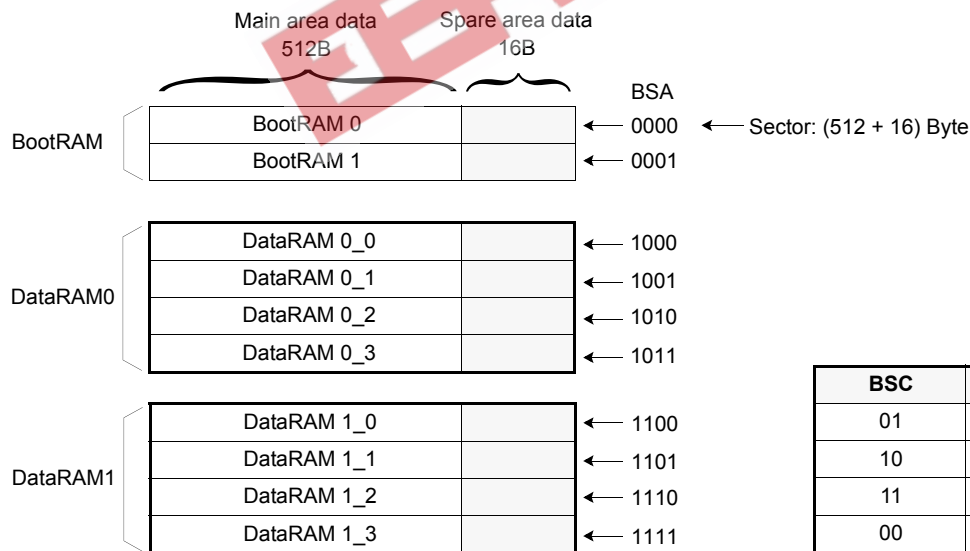 Main area data
512B
Spare area data
16B
BSA
BootRAM
BootRAM 0
0000
Sector: (512 + 16) Byte
BootRAM 1
0001
DataRAM0
DataRAM 0_0
1000
DataRAM 0_1
1001
DataRAM 0_2
1010
DataRAM 0_3
1011
DataRAM1
DataRAM 1_0
1100
DataRAM 1_1
1101
DataRAM 1_2
1110
DataRAM 1_3
1111
BSC
01
10
11
00